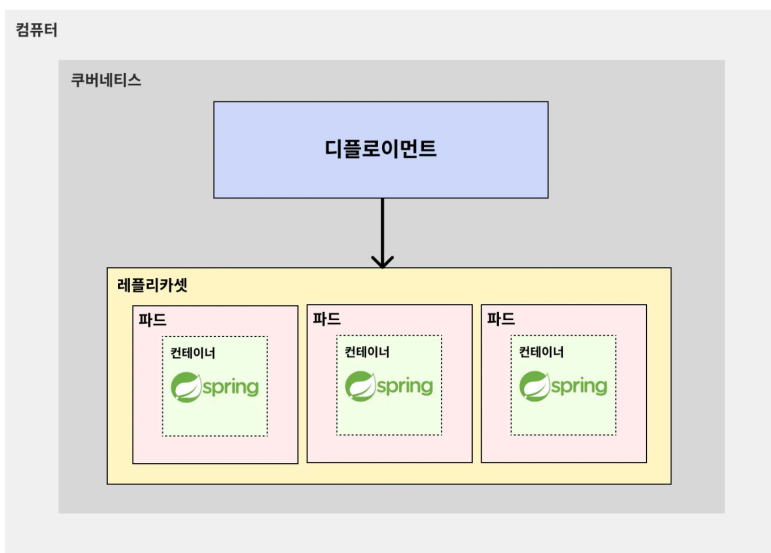 컴퓨터
쿠버네티스
디플로이먼트
레플리카셋
파드
컨테이너
spring
파드
컨테이너
spring
파드
컨테이너
spring